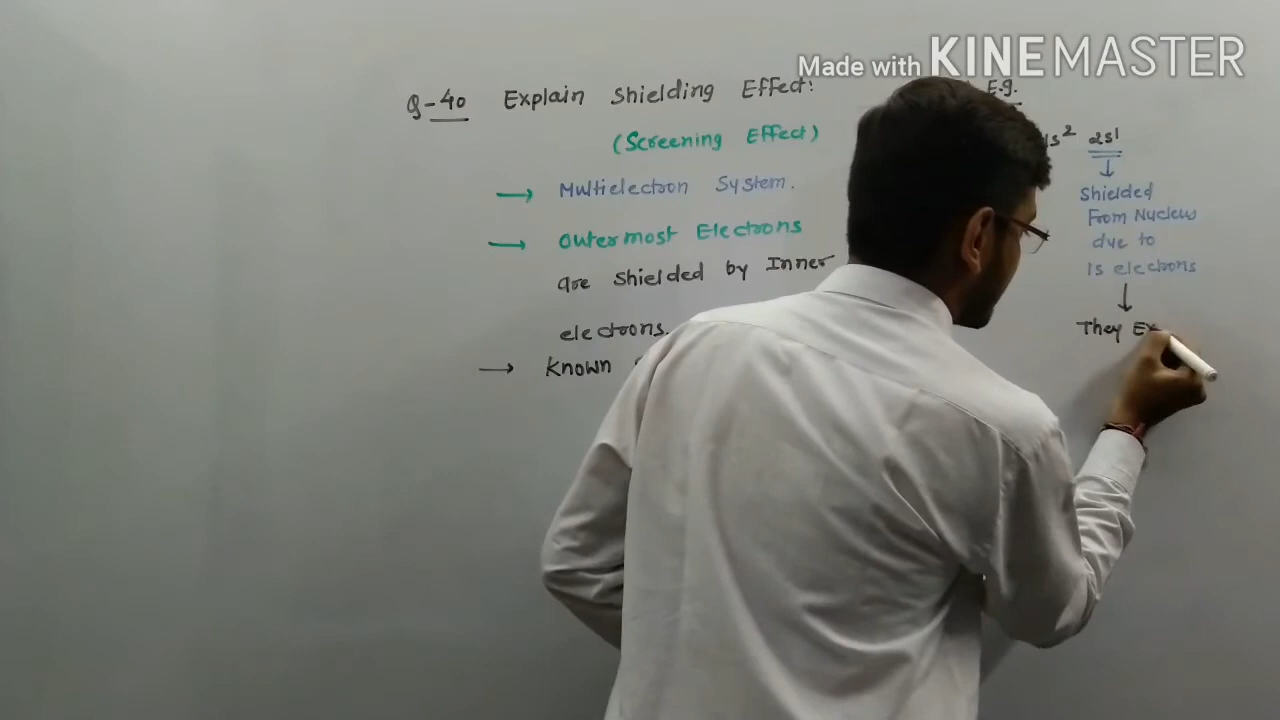 Made with KINEMASTER
Q-40 Explain Shielding Effect:
(Screening Effect)
→ Multielectron System.
→ Outermost Electrons
are shielded by Inner
electrons.
→ Known
E.g.
1s² 2s¹
↓
Shielded
From Nucleus
due to
1s electrons
↓
They Ex